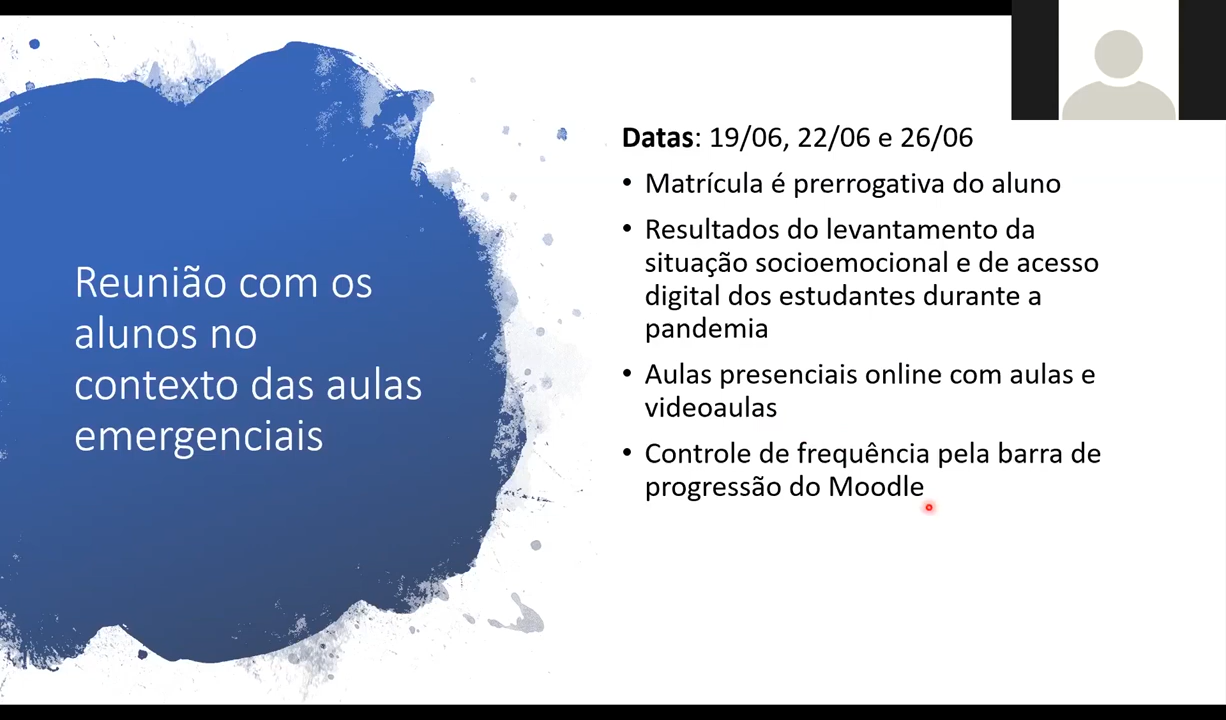 Reunião com os
alunos no
contexto das aulas
emergenciais
Datas: 19/06, 22/06 e 26/06
• Matrícula é prerrogativa do aluno
• Resultados do levantamento da
situação socioemocional e de acesso
digital dos estudantes durante a
pandemia
• Aulas presenciais online com aulas e
videoaulas
• Controle de frequência pela barra de
progressão do Moodle